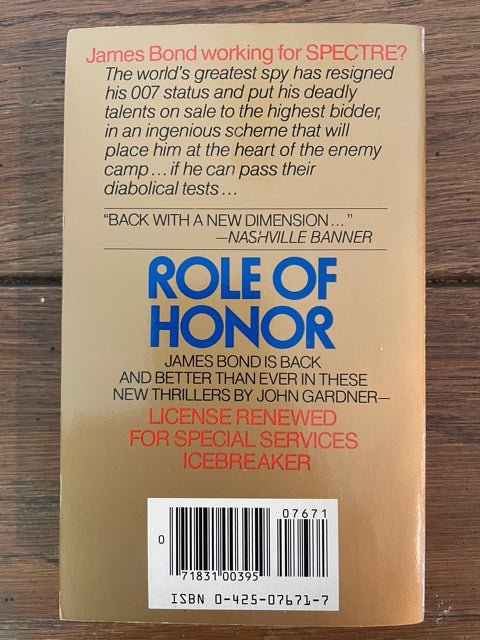 James Bond working for SPECTRE?
The world's greatest spy has resigned
his 007 status and put his deadly
talents on sale to the highest bidder,
in an ingenious scheme that will
place him at the heart of the enemy
camp... if he can pass their
diabolical tests...
"BACK WITH A NEW DIMENSION..."
—NASHVILLE BANNER
ROLE OF
HONOR
JAMES BOND IS BACK
AND BETTER THAN EVER IN THESE
NEW THRILLERS BY JOHN GARDNER—
LICENSE RENEWED
FOR SPECIAL SERVICES
ICEBREAKER
07671
0
71831 00395
ISBN 0-425-07671-7